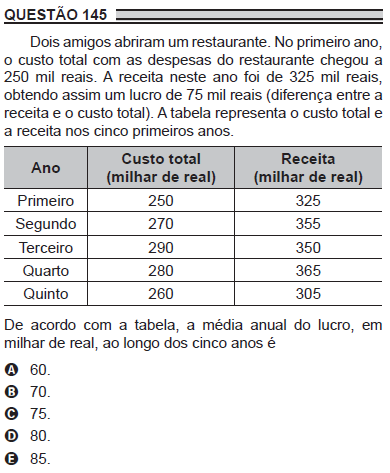 QUESTÃO 145
Dois amigos abriram um restaurante. No primeiro ano,
o custo total com as despesas do restaurante chegou a
250 mil reais. A receita neste ano foi de 325 mil reais,
obtendo assim um lucro de 75 mil reais (diferença entre a
receita e o custo total). A tabela representa o custo total e
a receita nos cinco primeiros anos.
Ano Custo total (milhar de real) Receita (milhar de real)
Primeiro 250 325
Segundo 270 355
Terceiro 290 350
Quarto 280 365
Quinto 260 305
De acordo com a tabela, a média anual do lucro, em
milhar de real, ao longo dos cinco anos é
A 60.
B 70.
C 75.
D 80.
E 85.